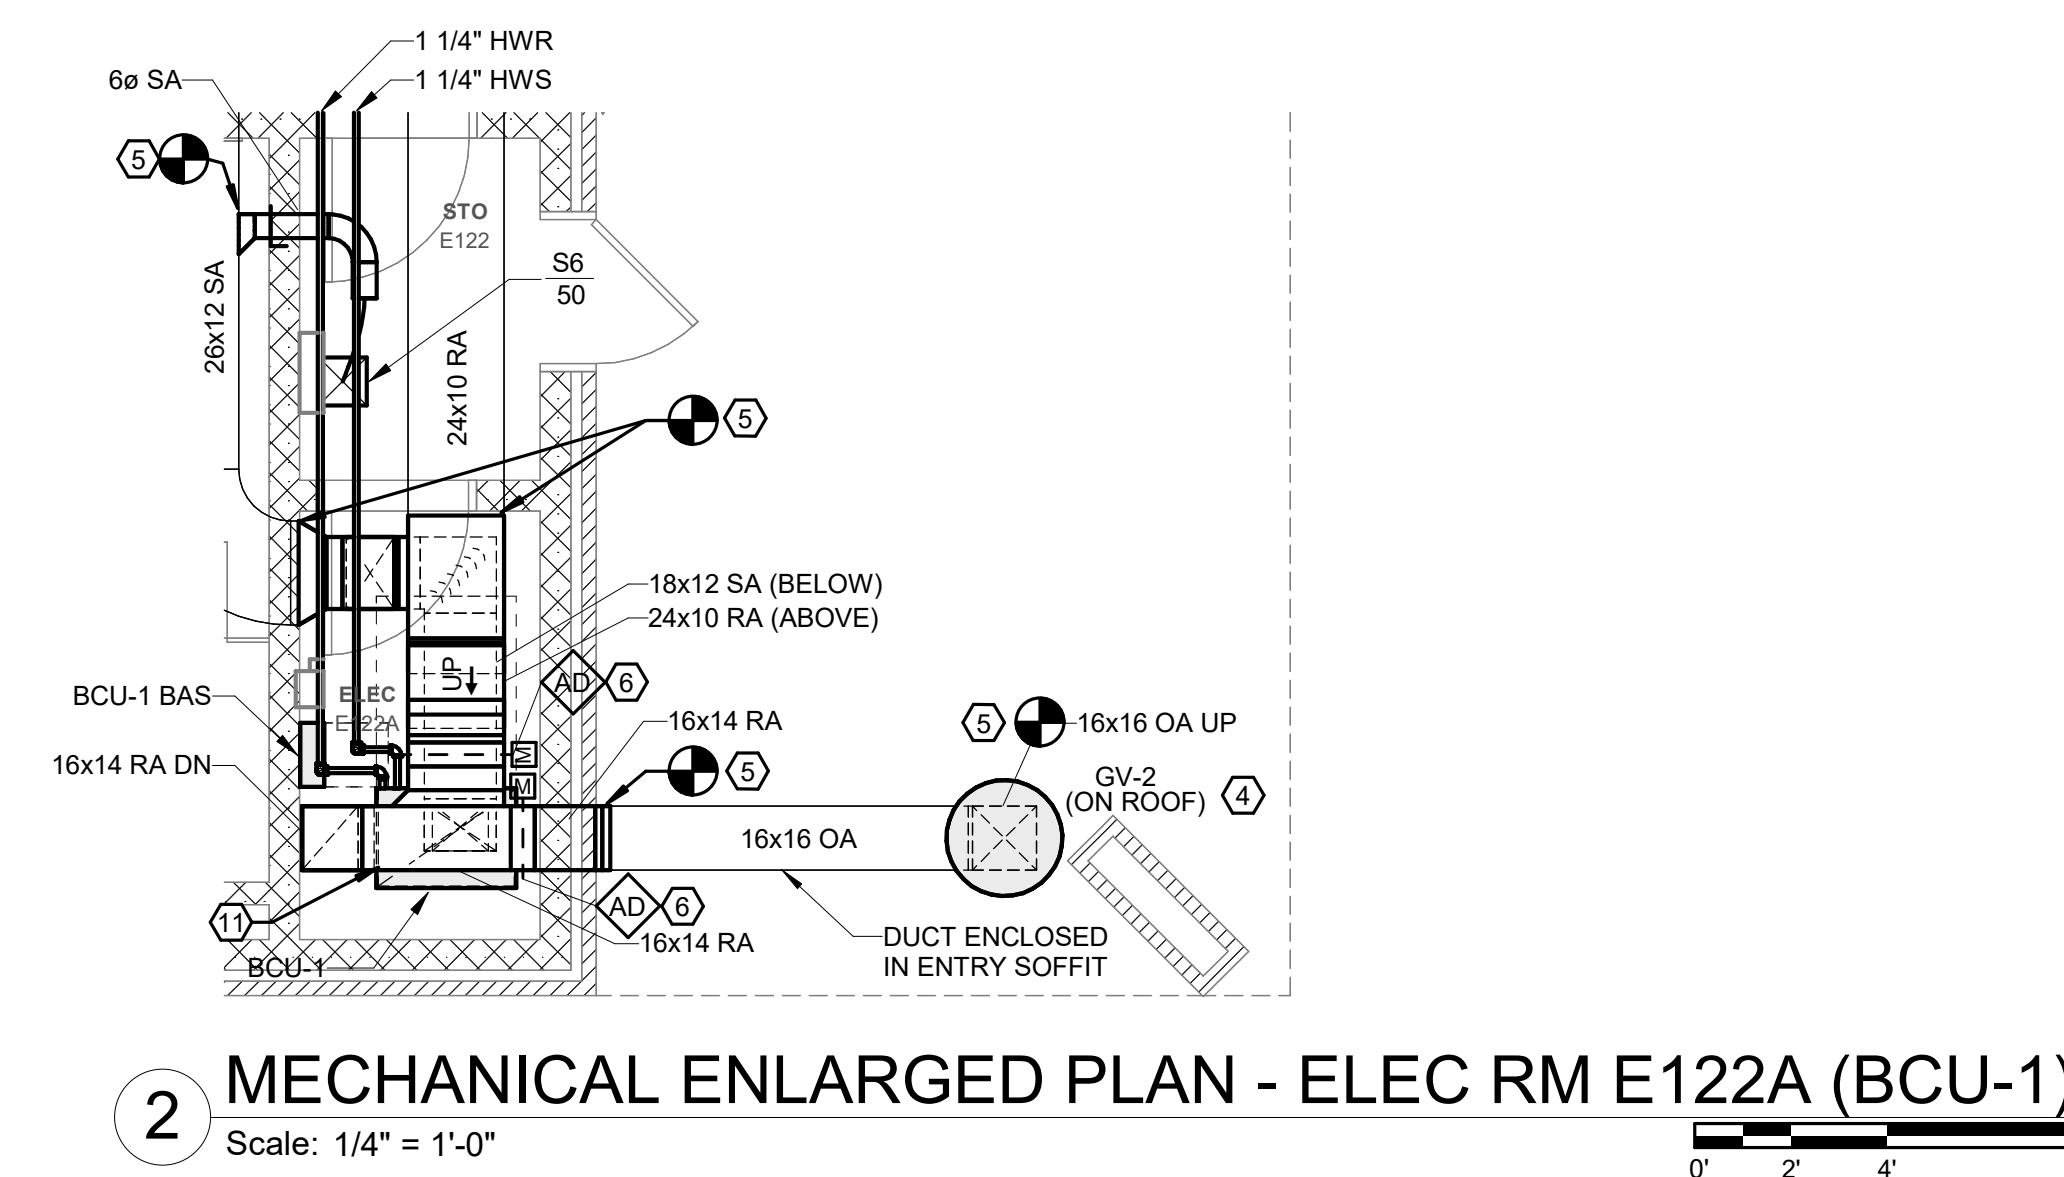 1 1/4" HWR
6ø SA
1 1/4" HWS
5
STO
E122
S6
50
26x12 SA
24x10 RA
5
18x12 SA (BELOW)
24x10 RA (ABOVE)
UP
AD
6
BCU-1 BAS
ELEC
E122A
16x14 RA
5
16x16 OA UP
M
16x14 RA DN
M
5
GV-2
(ON ROOF)
4
16x16 OA
11
AD
6
16x14 RA
DUCT ENCLOSED
IN ENTRY SOFFIT
BCU-1
2
MECHANICAL ENLARGED PLAN - ELEC RM E122A (BCU-1)
Scale: 1/4" = 1'-0"
0' 2' 4'